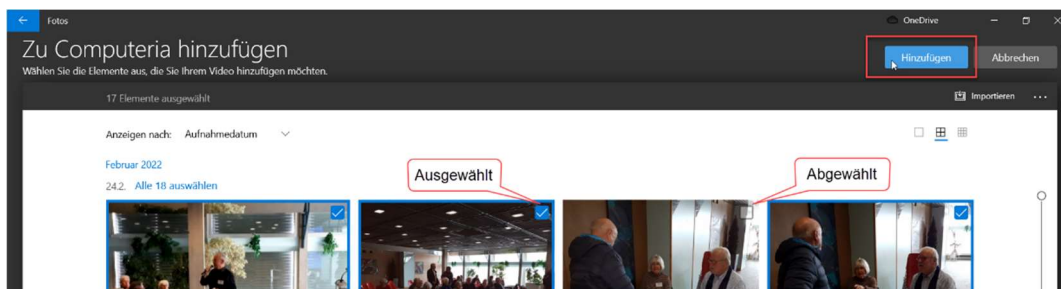 Fotos
OneDrive
Zu Computeria hinzufügen
Wählen Sie die Elemente aus, die Sie Ihrem Video hinzufügen möchten.
Hinzufügen
Abbrechen
17 Elemente ausgewählt
Importieren
Anzeigen nach: Aufnahmedatum
Februar 2022
24.2. Alle 18 auswählen
Ausgewählt
Abgewählt